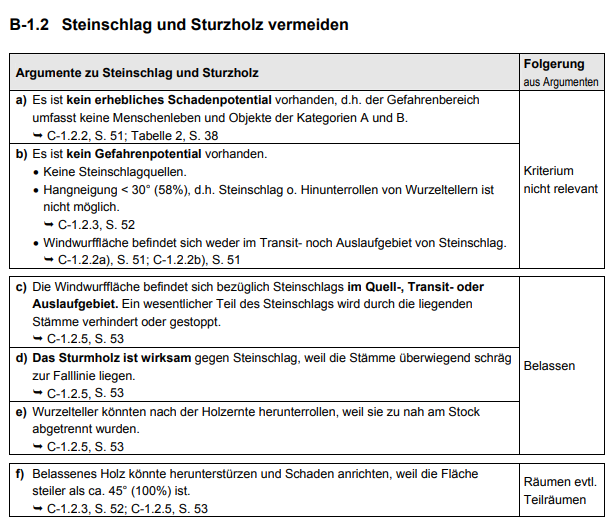 B-1.2 Steinschlag und Sturzholz vermeiden
Argumente zu Steinschlag und Sturzholz
Folgerung
aus Argumenten
a) Es ist kein erhebliches Schadenpotential vorhanden, d.h. der Gefahrenbereich
umfasst keine Menschenleben und Objekte der Kategorien A und B.
➥ C-1.2.2, S. 51; Tabelle 2, S. 38
b) Es ist kein Gefahrenpotential vorhanden.
• Keine Steinschlagquellen.
• Hangneigung < 30° (58%), d.h. Steinschlag o. Hinunterrollen von Wurzeltellern ist
nicht möglich.
➥ C-1.2.3, S. 52
• Windwurffläche befindet sich weder im Transit- noch Auslaufgebiet von Steinschlag.
➥ C-1.2.2a), S. 51; C-1.2.2b), S. 51
Kriterium
nicht relevant
c) Die Windwurffläche befindet sich bezüglich Steinschlags im Quell-, Transit- oder
Auslaufgebiet. Ein wesentlicher Teil des Steinschlags wird durch die liegenden
Stämme verhindert oder gestoppt.
➥ C-1.2.5, S. 53
d) Das Sturmholz ist wirksam gegen Steinschlag, weil die Stämme überwiegend schräg
zur Falllinie liegen.
➥ C-1.2.5, S. 53
e) Wurzelteller könnten nach der Holzernte herunterrollen, weil sie zu nah am Stock
abgetrennt wurden.
➥ C-1.2.5, S. 53
Belassen
f) Belassenes Holz könnte herunterstürzen und Schaden anrichten, weil die Fläche
steiler als ca. 45° (100%) ist.
➥ C-1.2.3, S. 52; C-1.2.5, S. 53
Räumen evtl.
Teilräumen